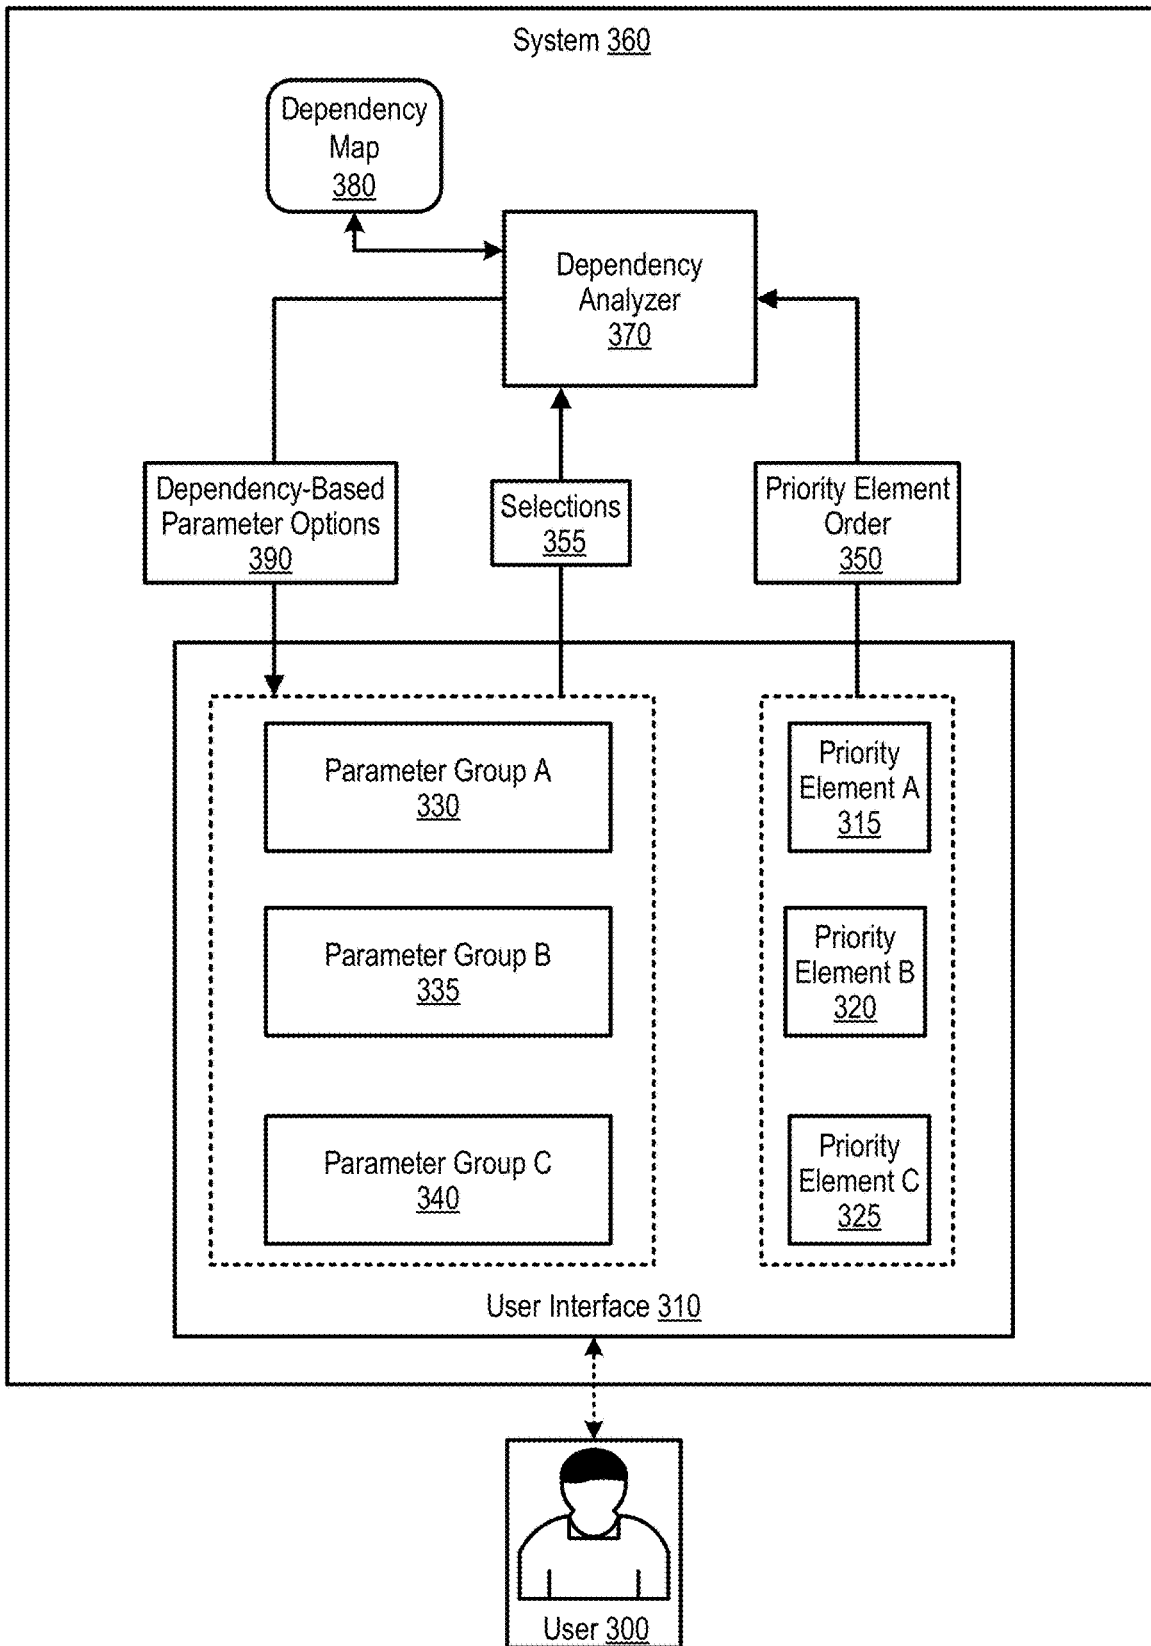 System 360
Dependency
Map
380
Dependency
Analyzer
370
Dependency-Based
Parameter Options
390
Selections
355
Priority Element
Order
350
Parameter Group A
330
Priority
Element A
315
Parameter Group B
335
Priority
Element B
320
Parameter Group C
340
Priority
Element C
325
User Interface 310
User 300